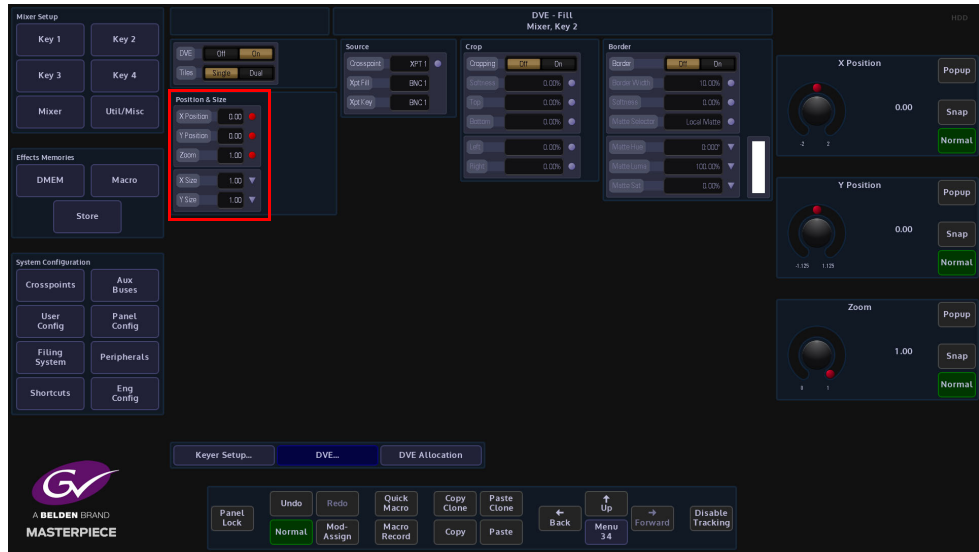 Mixer Setup
Key 1
Key 2
Key 3
Key 4
Mixer
Util/Misc
Effects Memories
DMEM
Macro
Store
System Configuration
Crosspoints
Aux
Buses
User
Config
Panel
Config
Filing
System
Peripherals
Shortcuts
Eng
Config
GV
A BELDEN BRAND
MASTERPIECE
DVE - Fill
Mixer, Key 2
HDD
DVE Off On
Tiles Single Dual
Position & Size
X Position 0.00
Y Position 0.00
Zoom 1.00
X Size 1.00
Y Size 1.00
Source
Crosspoint XPT 1
Xpt Fill BNC 1
Xpt Key BNC 1
Crop
Cropping Off On
Softness 0.00%
Top 0.00%
Bottom 0.00%
Left 0.00%
Right 0.00%
Border
Border Off On
Border Width 10.00%
Softness 0.00%
Matte Selector Local Matte
Matte Hue 0.000°
Matte Luma 100.00%
Matte Sat 0.00%
X Position
Popup
0.00
Snap
Normal
-2 2
Y Position
Popup
0.00
Snap
Normal
-1.125 1.125
Zoom
Popup
1.00
Snap
Normal
0 1
Keyer Setup...
DVE...
DVE Allocation
Panel
Lock
Undo
Redo
Normal
Mod-
Assign
Quick
Macro
Macro
Record
Copy
Clone
Paste
Clone
Copy
Paste
Back
Up
Menu
34
Forward
Disable
Tracking